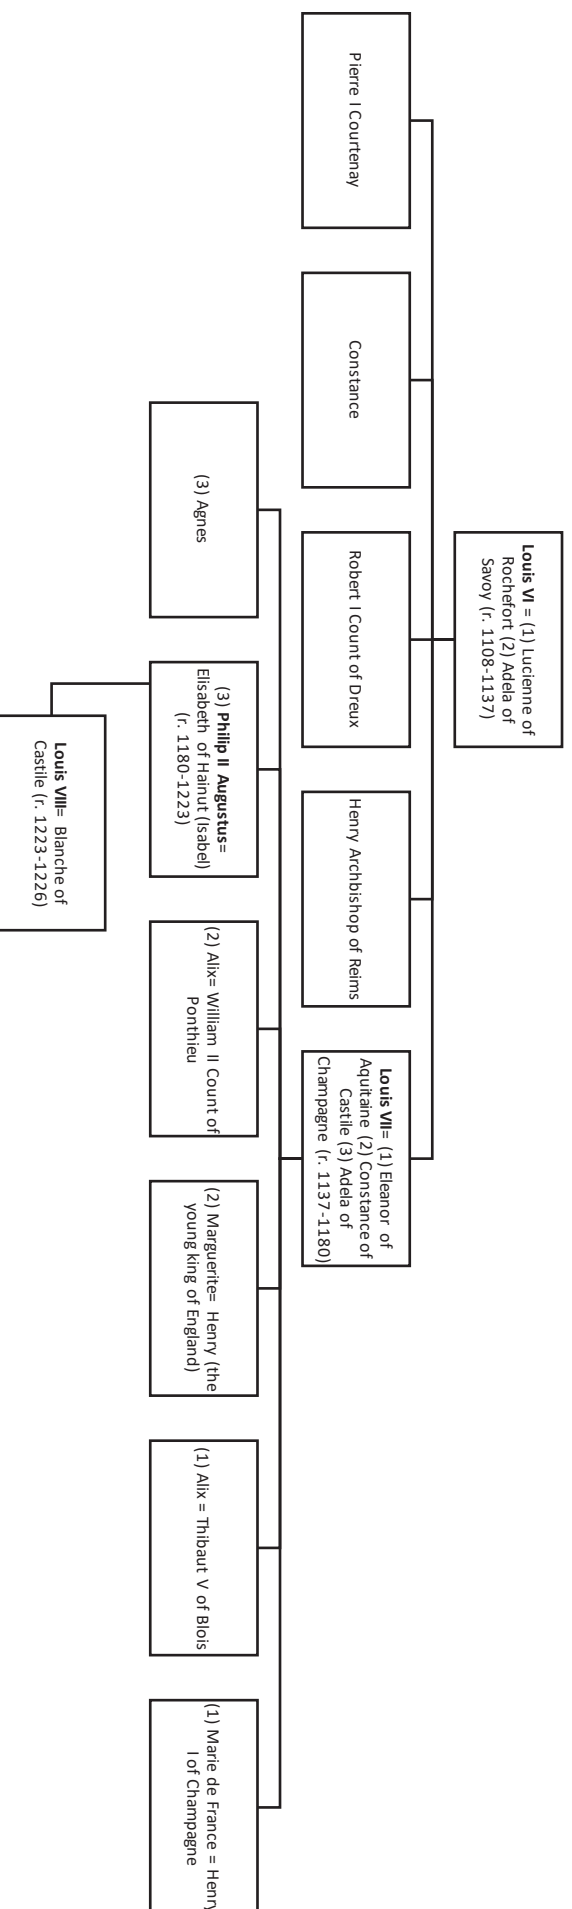 Louis VI = (1) Lucienne of
Rochefort (2) Adela of
Savoy (r. 1108-1137)
Pierre I Courtenay
Constance
Robert I Count of Dreux
Henry Archbishop of Reims
Louis VII= (1) Eleanor of
Aquitaine (2) Constance of
Castile (3) Adela of
Champagne (r. 1137-1180)
(3) Agnes
(3) Philip II Augustus=
Elisabeth of Hainut (Isabel)
(r. 1180-1223)
(2) Alix= William II Count of
Ponthieu
(2) Marguerite= Henry (the
young king of England)
(1) Alix = Thibaut V of Blois
(1) Marie de France = Henry
I of Champagne
Louis VIII= Blanche of
Castile (r. 1223-1226)